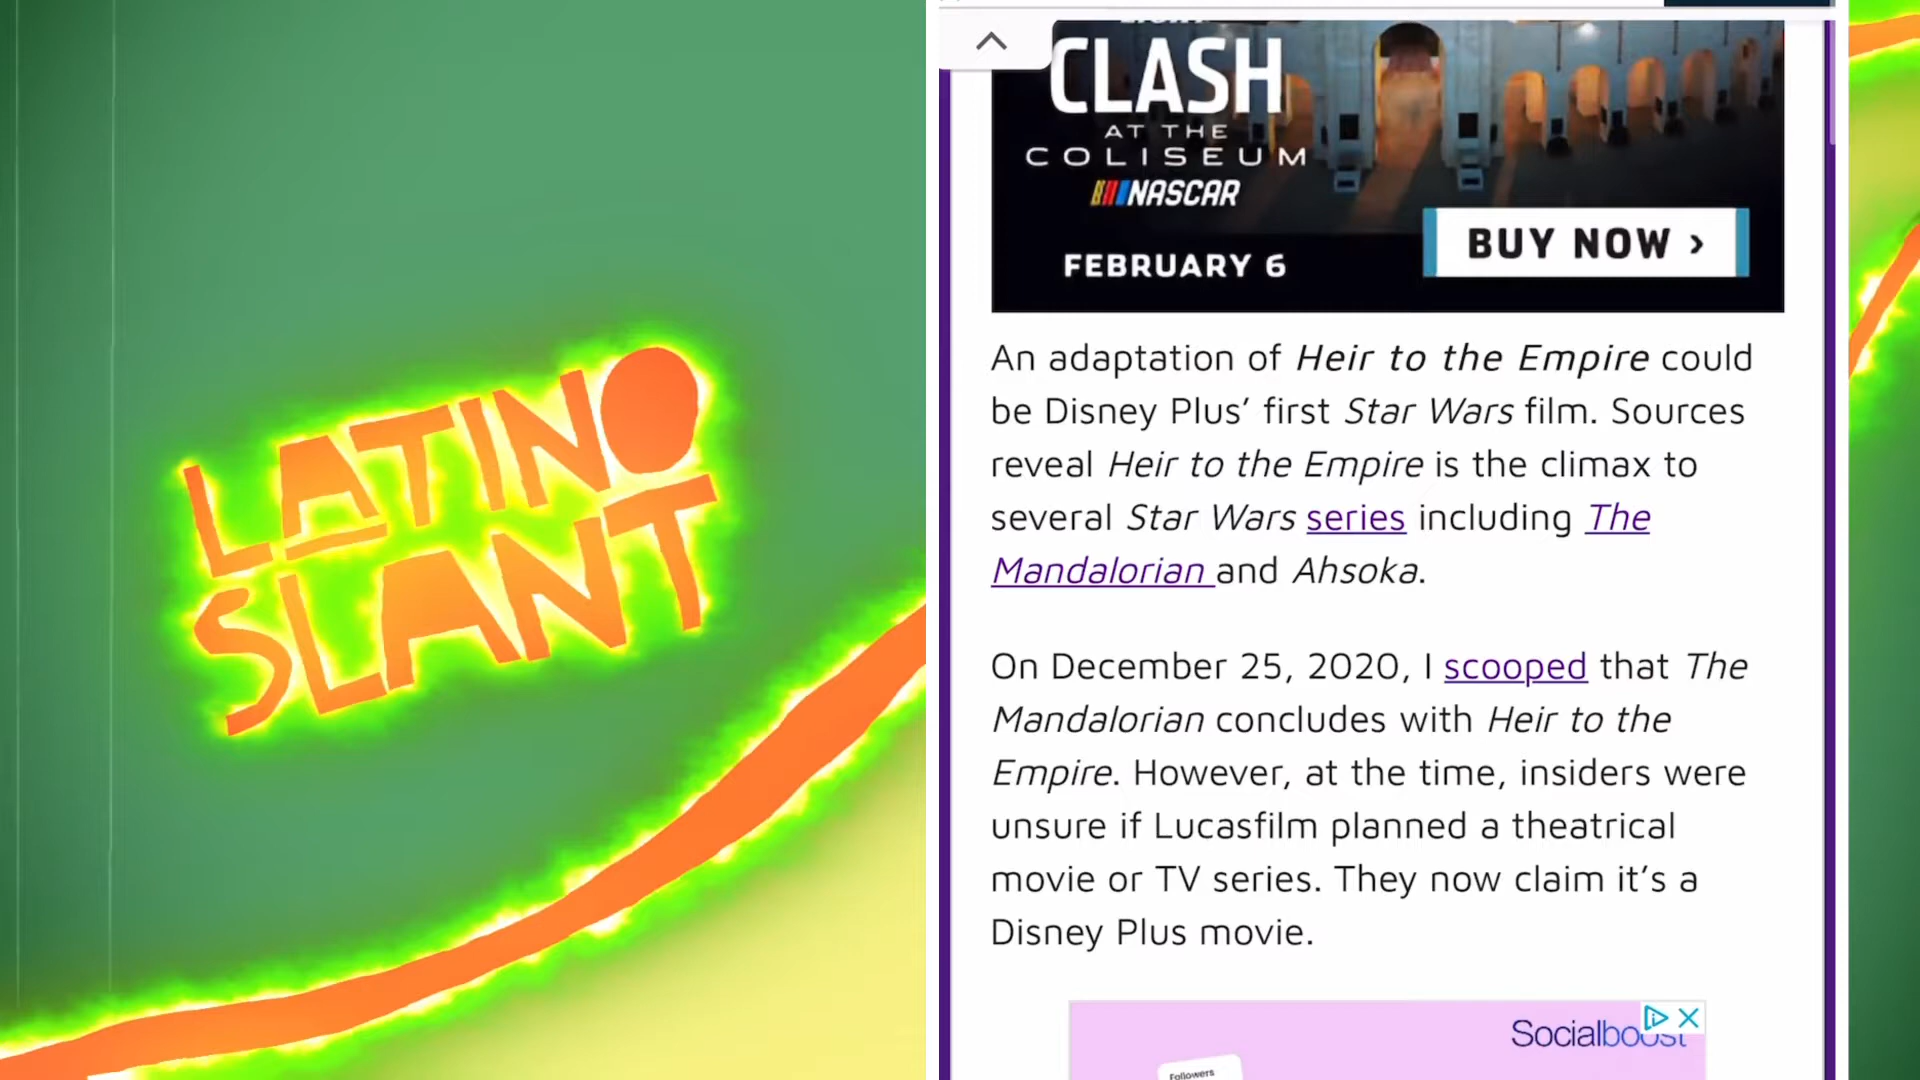 LATINO
SLANT
CLASH
AT THE
COLISEUM
NASCAR
FEBRUARY 6
BUY NOW ›
An adaptation of Heir to the Empire could
be Disney Plus’ first Star Wars film. Sources
reveal Heir to the Empire is the climax to
several Star Wars series including The
Mandalorian and Ahsoka.
On December 25, 2020, I scooped that The
Mandalorian concludes with Heir to the
Empire. However, at the time, insiders were
unsure if Lucasfilm planned a theatrical
movie or TV series. They now claim it’s a
Disney Plus movie.
Socialboost
Followers